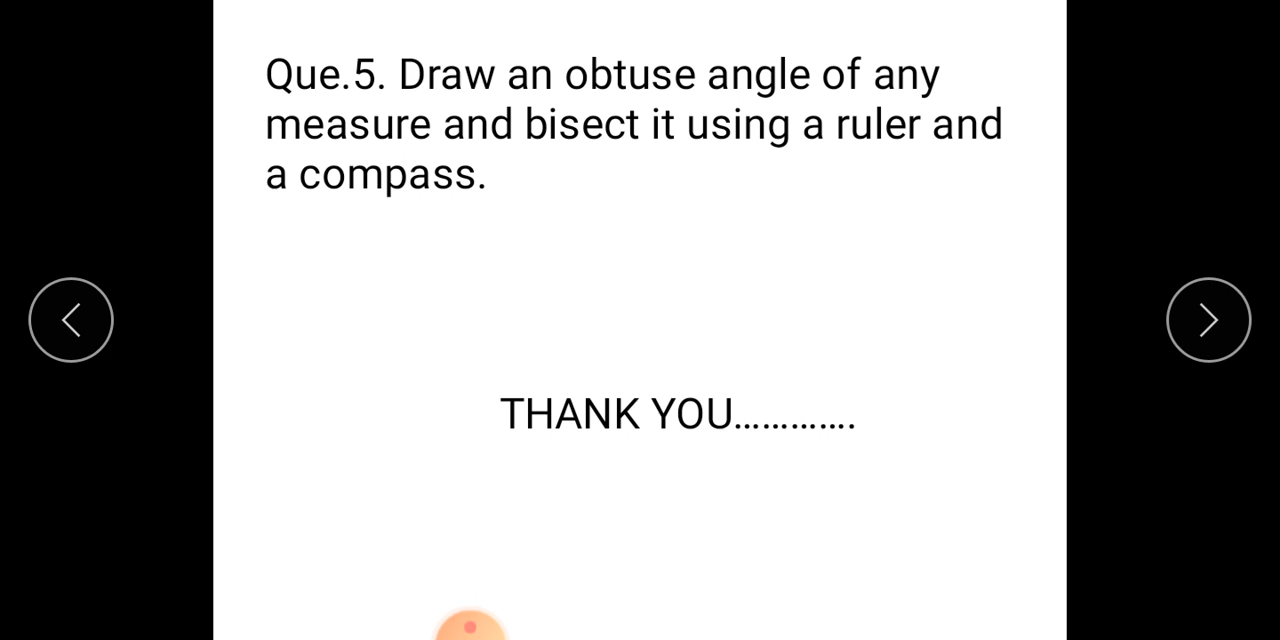 Que.5. Draw an obtuse angle of any
measure and bisect it using a ruler and
a compass.
THANK YOU………….